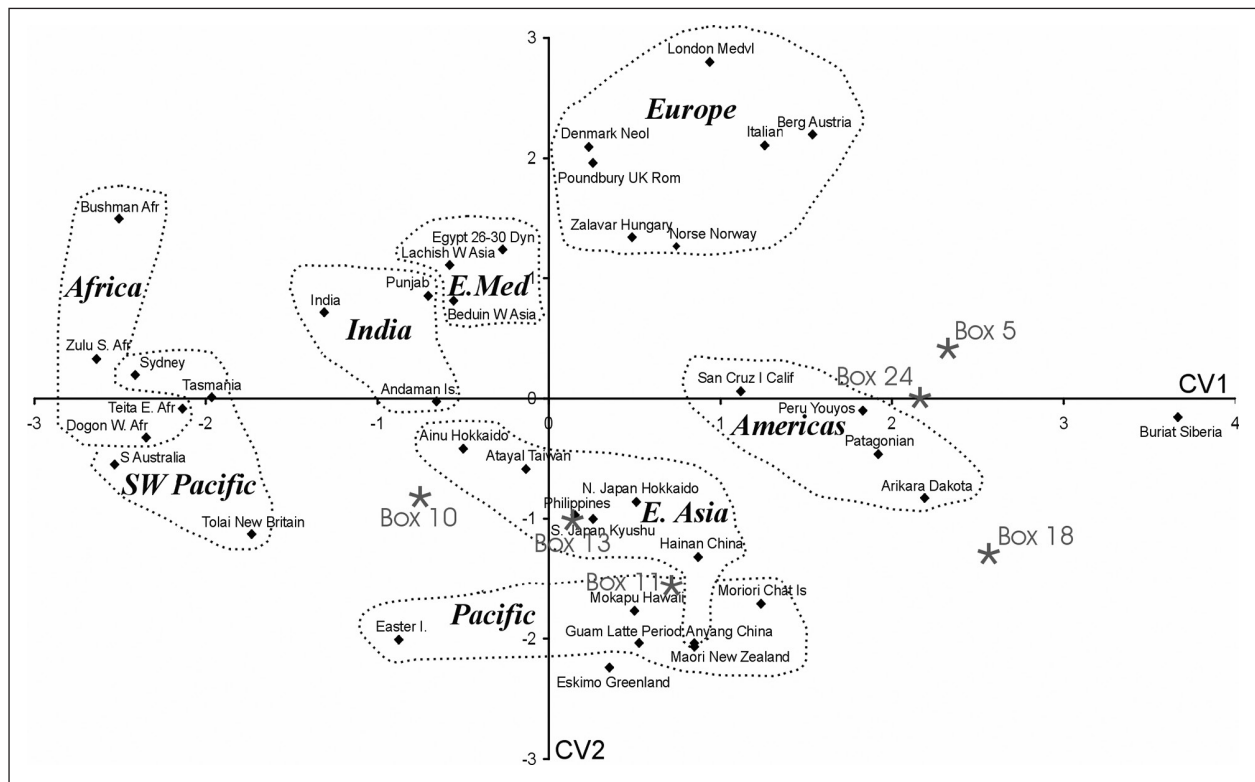 3
London Medvl
Europe
Berg Austria
Denmark Neol
Italian
2
Poundbury UK Rom
Bushman Afr
Zalavar Hungary
Norse Norway
Egypt 26-30 Dyn
Lachish W Asia
1
Africa
Punjab
E.Med
India
India
Beduin W Asia
Box 5
Zulu S. Afr
Sydney
Tasmania
Andaman Is.
San Cruz I Calif
Box 24
CV1
-3
-2
-1
0
1
2
3
4
Teita E. Afr
Peru Youyos
Dogon W. Afr
Americas
Buriat Siberia
Ainu Hokkaido
Patagonian
S Australia
Atayal Taiwan
SW Pacific
Arikara Dakota
N. Japan Hokkaido
Philippines
E. Asia
Tolai New Britain
Box 10
-1
S. Japan Kyushu
Box 13
Hainan China
Box 18
Box 11
Moriori Chat Is
Mokapu Hawaii
Pacific
Easter I.
Guam Latte Period
Anyang China
-2
Maori New Zealand
Eskimo Greenland
-3
CV2